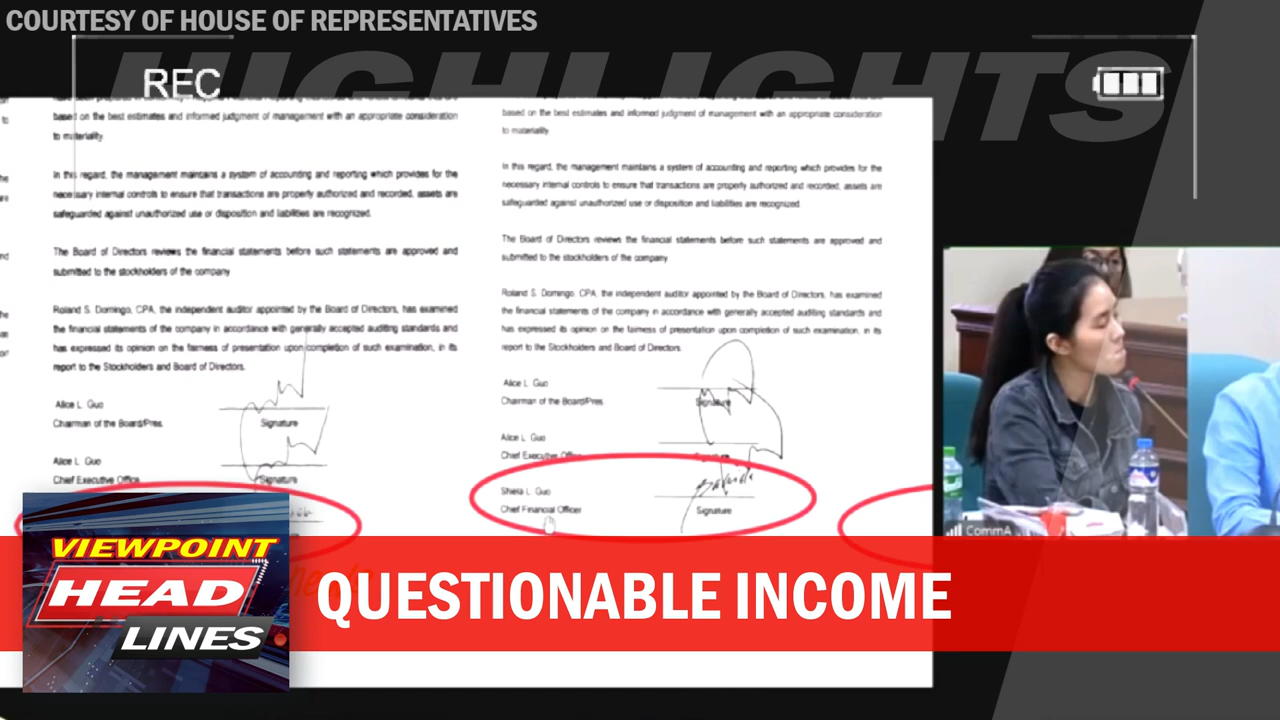 COURTESY OF HOUSE OF REPRESENTATIVES
HIGHLIGHTS
REC
based on the best estimates and informed judgment of management with an appropriate consideration
to materiality.
In this regard, the management maintains a system of accounting and reporting which provides for the
necessary internal controls to ensure that transactions are properly authorized and recorded, assets are
safeguarded against unauthorized use or disposition and liabilities are recognized.
The Board of Directors reviews the financial statements before such statements are approved and
submitted to the stockholders of the company
Roland S. Domingo, CPA, the independent auditor appointed by the Board of Directors, has examined
the financial statements of the company in accordance with generally accepted auditing standards and
has expressed its opinion on the fairness of presentation upon completion of such examination, in its
report to the Stockholders and Board of Directors.
Alice L. Guo
Chairman of the Board/Pres.
Signature
Alice L. Guo
Chief Executive Office
Signature
based on the best estimates and informed judgment of management with an appropriate consideration
to materiality.
In this regard, the management maintains a system of accounting and reporting which provides for the
necessary internal controls to ensure that transactions are properly authorized and recorded, assets are
safeguarded against unauthorized use or disposition and liabilities are recognized.
The Board of Directors reviews the financial statements before such statements are approved and
submitted to the stockholders of the company
Roland S. Domingo, CPA, the independent auditor appointed by the Board of Directors, has examined
the financial statements of the company in accordance with generally accepted auditing standards and
has expressed its opinion on the fairness of presentation upon completion of such examination, in its
report to the Stockholders and Board of Directors.
Alice L. Guo
Chairman of the Board/Pres.
Signature
Alice L. Guo
Chief Executive Office
Signature
Shiela L. Guo
Chief Financial Officer
Signature
CommA
VIEWPOINT
HEAD
LINES
QUESTIONABLE INCOME